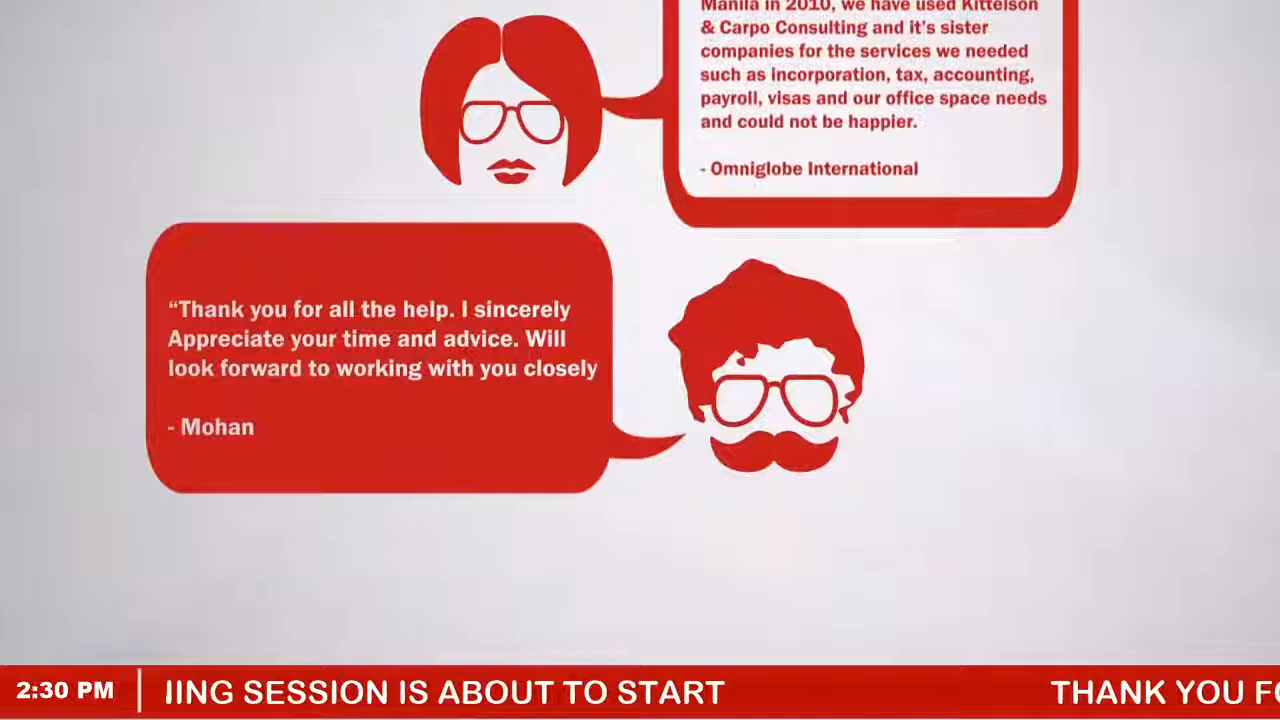 Manila in 2010, we have used Kittelson
& Carpo Consulting and it's sister
companies for the services we needed
such as incorporation, tax, accounting,
payroll, visas and our office space needs
and could not be happier.
- Omniglobe International
“Thank you for all the help. I sincerely
Appreciate your time and advice. Will
look forward to working with you closely
- Mohan
2:30 PM
IING SESSION IS ABOUT TO START
THANK YOU FO